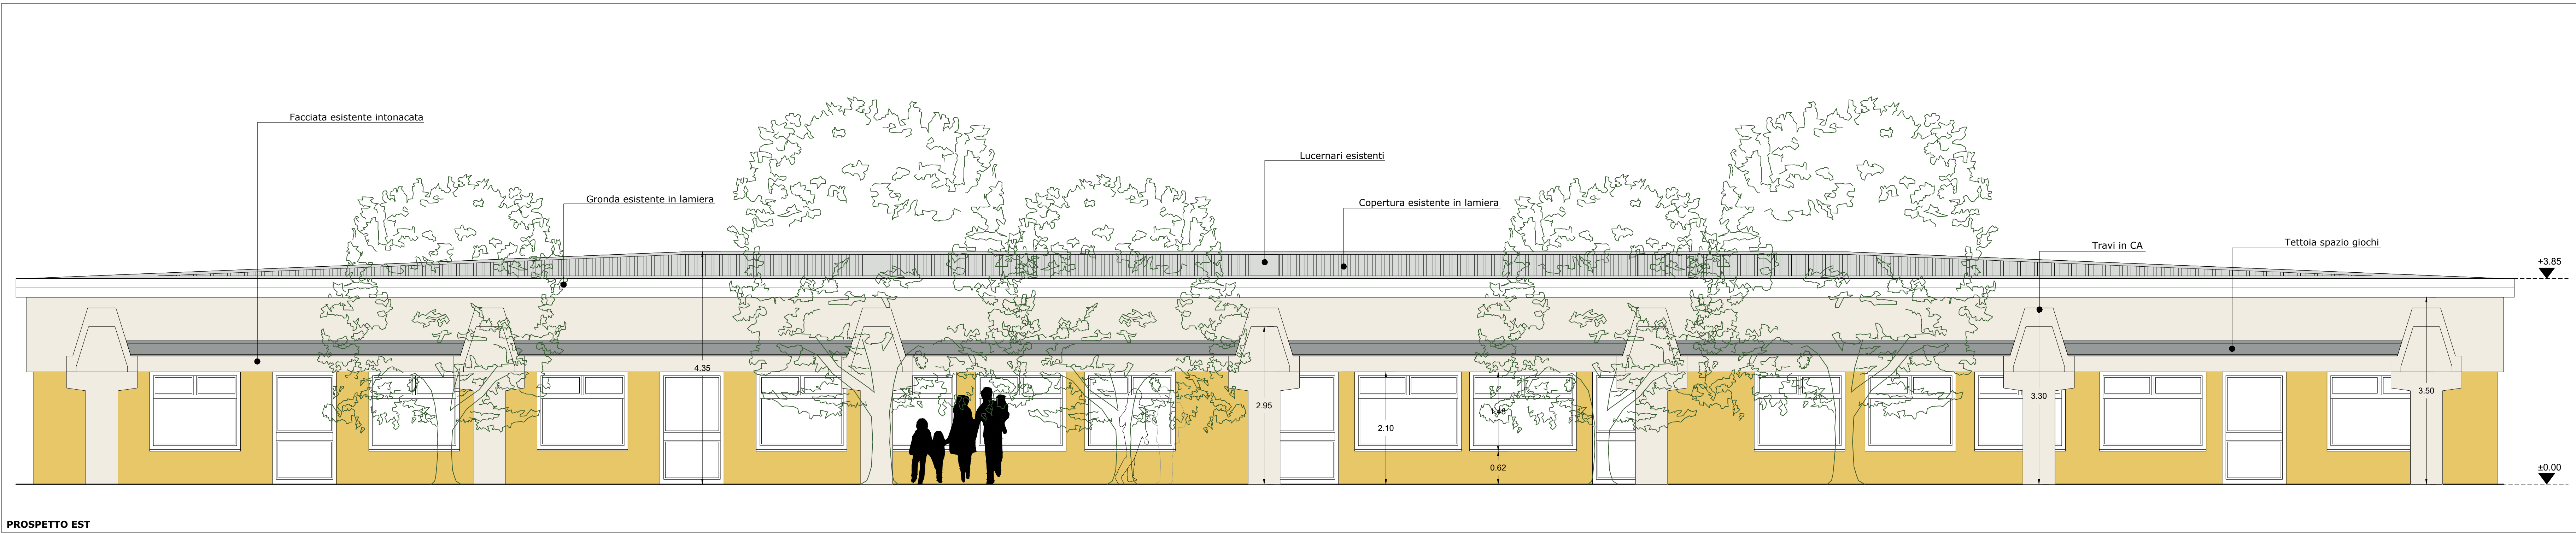 Facciata esistente intonacata
Lucernari esistenti
Gronda esistente in lamiera
Copertura esistente in lamiera
Travi in CA
Tettoia spazio giochi
+3.85
4.35
2.95
2.10
1.48
0.62
3.30
3.50
±0.00
PROSPETTO EST